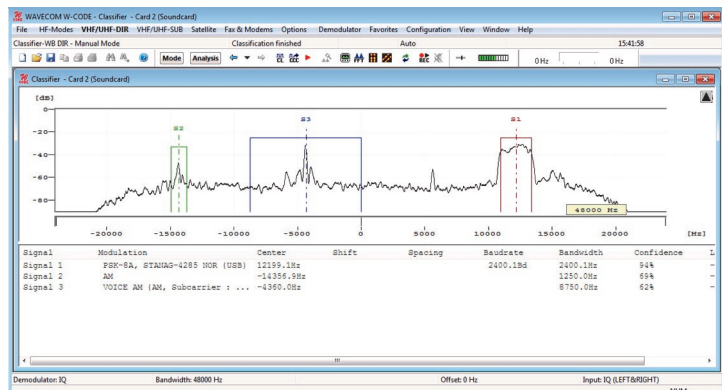 WAVECOM W-CODE - Classifier - Card 2 (Soundcard)
File HF-Modes VHF/UHF-DIR VHF/UHF-SUB Satellite Fax & Modems Options Demodulator Favorites Configuration View Window Help
Classifier-WB DIR - Manual Mode Classification finished Auto 15:41:58
Mode Analysis REC 0 Hz 0 Hz
Classifier - Card 2 (Soundcard)
[dB]
0
S3 S1
-20
S2
-40
-60
-80
48000 Hz
-20000 -15000 -10000 -5000 0 5000 10000 15000 20000 [Hz]
Signal Modulation Center Shift Spacing Baudrate Bandwidth Confidence L
Signal 1 PSK-8A, STANAG-4285 NOR (USB) 12199.1Hz 2400.1Bd 2400.1Hz 94% -
Signal 2 AM -14356.9Hz 1250.0Hz 69% -
Signal 3 VOICE AM (AM, Subcarrier : ... -4360.0Hz 8750.0Hz 62% -
Demodulator: IQ Bandwidth: 48000 Hz Offset: 0 Hz Input: IQ (LEFT&RIGHT)
NUM